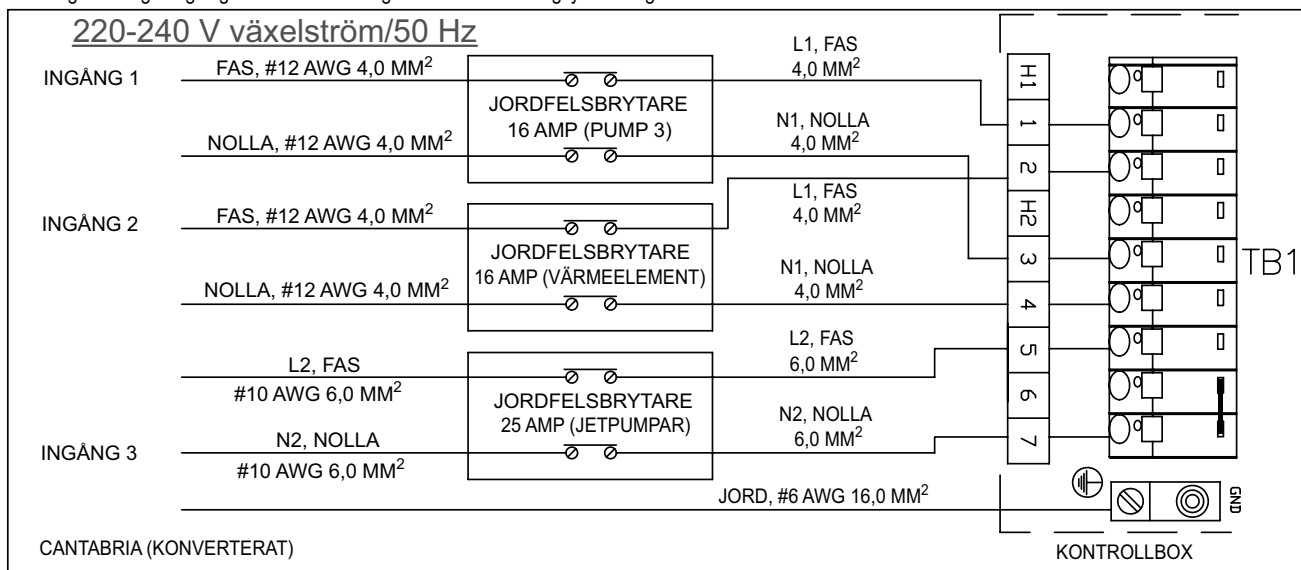 220-240 V växelström/50 Hz
INGÅNG 1
FAS, #12 AWG 4,0 MM²
NOLLA, #12 AWG 4,0 MM²
JORDFELSBRYTARE
16 AMP (PUMP 3)
L1, FAS
4,0 MM²
N1, NOLLA
4,0 MM²
INGÅNG 2
FAS, #12 AWG 4,0 MM²
NOLLA, #12 AWG 4,0 MM²
JORDFELSBRYTARE
16 AMP (VÄRMEELEMENT)
L1, FAS
4,0 MM²
N1, NOLLA
4,0 MM²
INGÅNG 3
L2, FAS
#10 AWG 6,0 MM²
N2, NOLLA
#10 AWG 6,0 MM²
JORDFELSBRYTARE
25 AMP (JETPUMPAR)
L2, FAS
6,0 MM²
N2, NOLLA
6,0 MM²
JORD, #6 AWG 16,0 MM²
H1
1
2
H2
3
4
5
6
7
TB1
GND
CANTABRIA (KONVERTERAT)
KONTROLLBOX